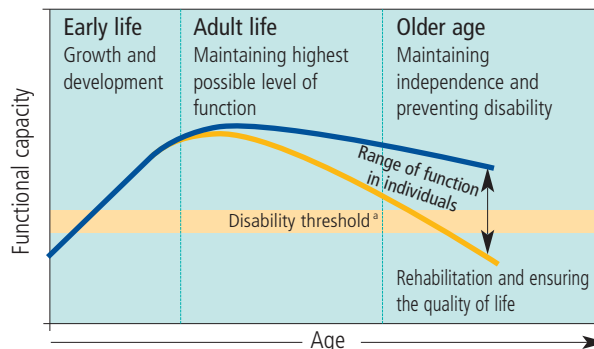 Early life
Growth and
development
Adult life
Maintaining highest
possible level of
function
Older age
Maintaining
independence and
preventing disability
Functional capacity
Range of function
in individuals
Disability threshold a
Rehabilitation and ensuring
the quality of life
Age